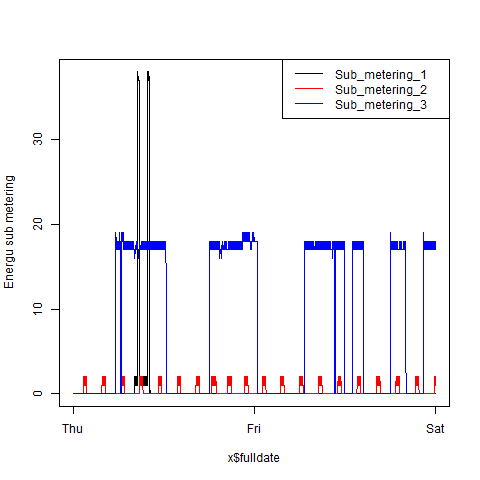 Sub_metering_1
Sub_metering_2
Sub_metering_3
Energu sub metering
30
20
10
0
Thu
Fri
Sat
x$fulldate